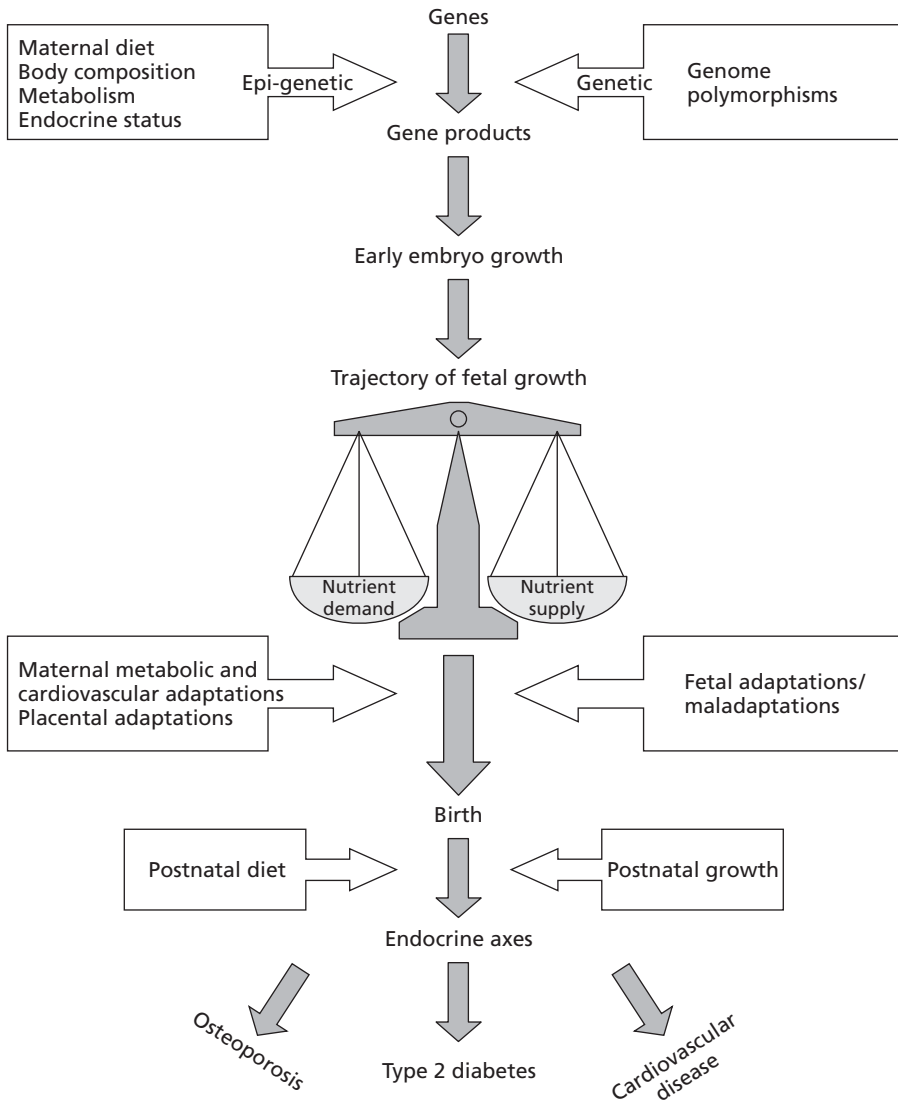 Genes
Maternal diet
Body composition
Metabolism
Endocrine status
Epi-genetic
Genetic
Genome
polymorphisms
Gene products
Early embryo growth
Trajectory of fetal growth
Nutrient
demand
Nutrient
supply
Maternal metabolic and
cardiovascular adaptations
Placental adaptations
Fetal adaptations/
maladaptations
Birth
Postnatal diet
Postnatal growth
Endocrine axes
Osteoporosis
Type 2 diabetes
Cardiovascular
disease